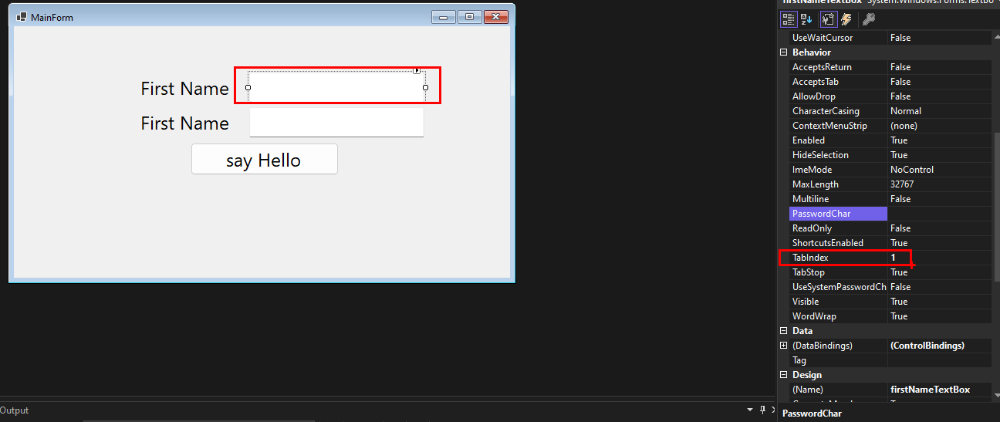 MainForm
First Name
First Name
say Hello
firstNameTextBox System.Windows.Forms.TextBo
UseWaitCursor False
Behavior
AcceptsReturn False
AcceptsTab False
AllowDrop False
CharacterCasing Normal
ContextMenuStrip (none)
Enabled True
HideSelection True
ImeMode NoControl
MaxLength 32767
Multiline False
PasswordChar
ReadOnly False
ShortcutsEnabled True
TabIndex 1
TabStop True
UseSystemPasswordCh False
Visible True
WordWrap True
Data
(DataBindings) (ControlBindings)
Tag
Design
(Name) firstNameTextBox
PasswordChar
Output